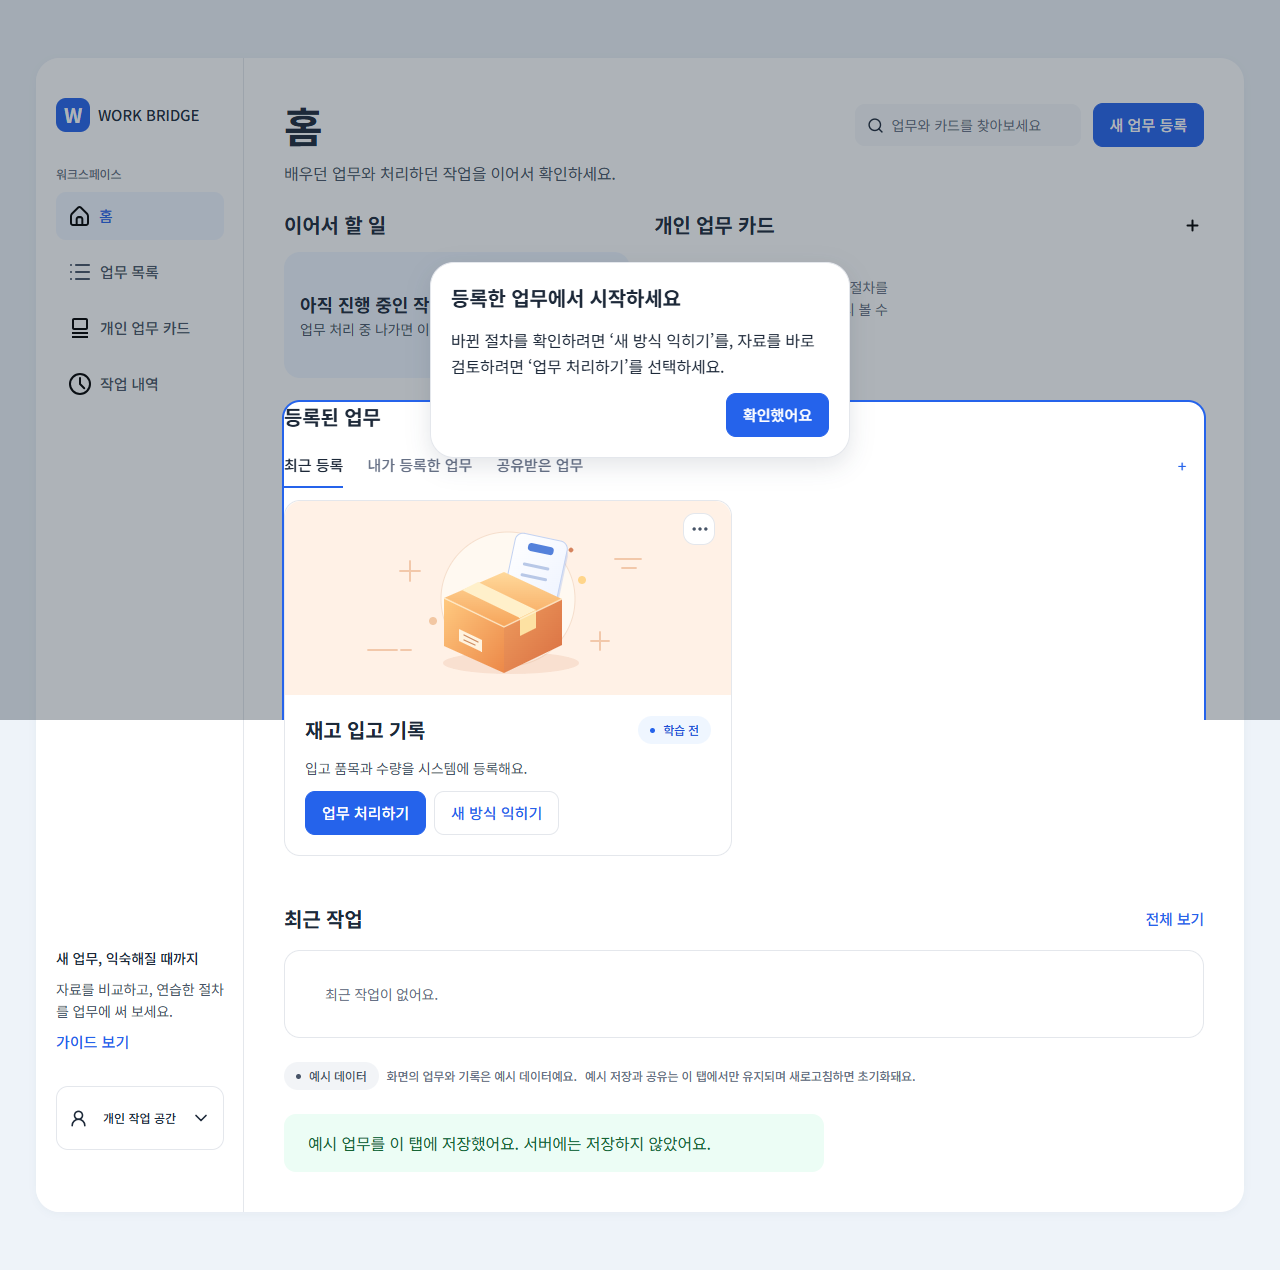 W WORK BRIDGE
워크스페이스
홈
업무 목록
개인 업무 카드
작업 내역
새 업무, 익숙해질 때까지
자료를 비교하고, 연습한 절차
를 업무에 써 보세요.
가이드 보기
개인 작업 공간
홈
업무와 카드를 찾아보세요
새 업무 등록
배우던 업무와 처리하던 작업을 이어서 확인하세요.
이어서 할 일
개인 업무 카드
+
아직 진행 중인 작
업무 처리 중 나가면 이
절차를
볼 수
등록한 업무에서 시작하세요
바뀐 절차를 확인하려면 ‘새 방식 익히기’를, 자료를 바로
검토하려면 ‘업무 처리하기’를 선택하세요.
확인했어요
등록된 업무
최근 등록
내가 등록한 업무
공유받은 업무
+
재고 입고 기록
학습 전
입고 품목과 수량을 시스템에 등록해요.
업무 처리하기
새 방식 익히기
최근 작업
전체 보기
최근 작업이 없어요.
예시 데이터
화면의 업무와 기록은 예시 데이터예요. 예시 저장과 공유는 이 탭에서만 유지되며 새로고침하면 초기화돼요.
예시 업무를 이 탭에 저장했어요. 서버에는 저장하지 않았어요.